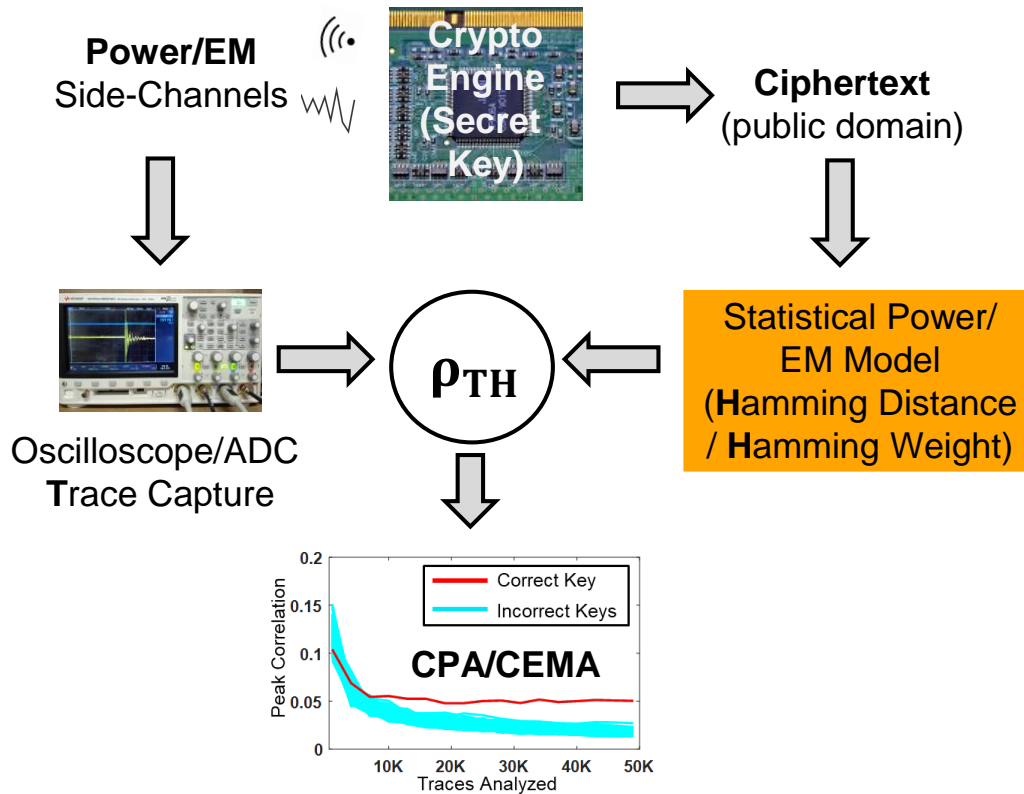 Power/EM
Side-Channels
Crypto
Engine
(Secret
Key)
Ciphertext
(public domain)
Oscilloscope/ADC
Trace Capture
ρTH
Statistical Power/
EM Model
(Hamming Distance
/ Hamming Weight)
0.2
0.15
0.1
0.05
0
Peak Correlation
Correct Key
Incorrect Keys
CPA/CEMA
10K 20K 30K 40K 50K
Traces Analyzed